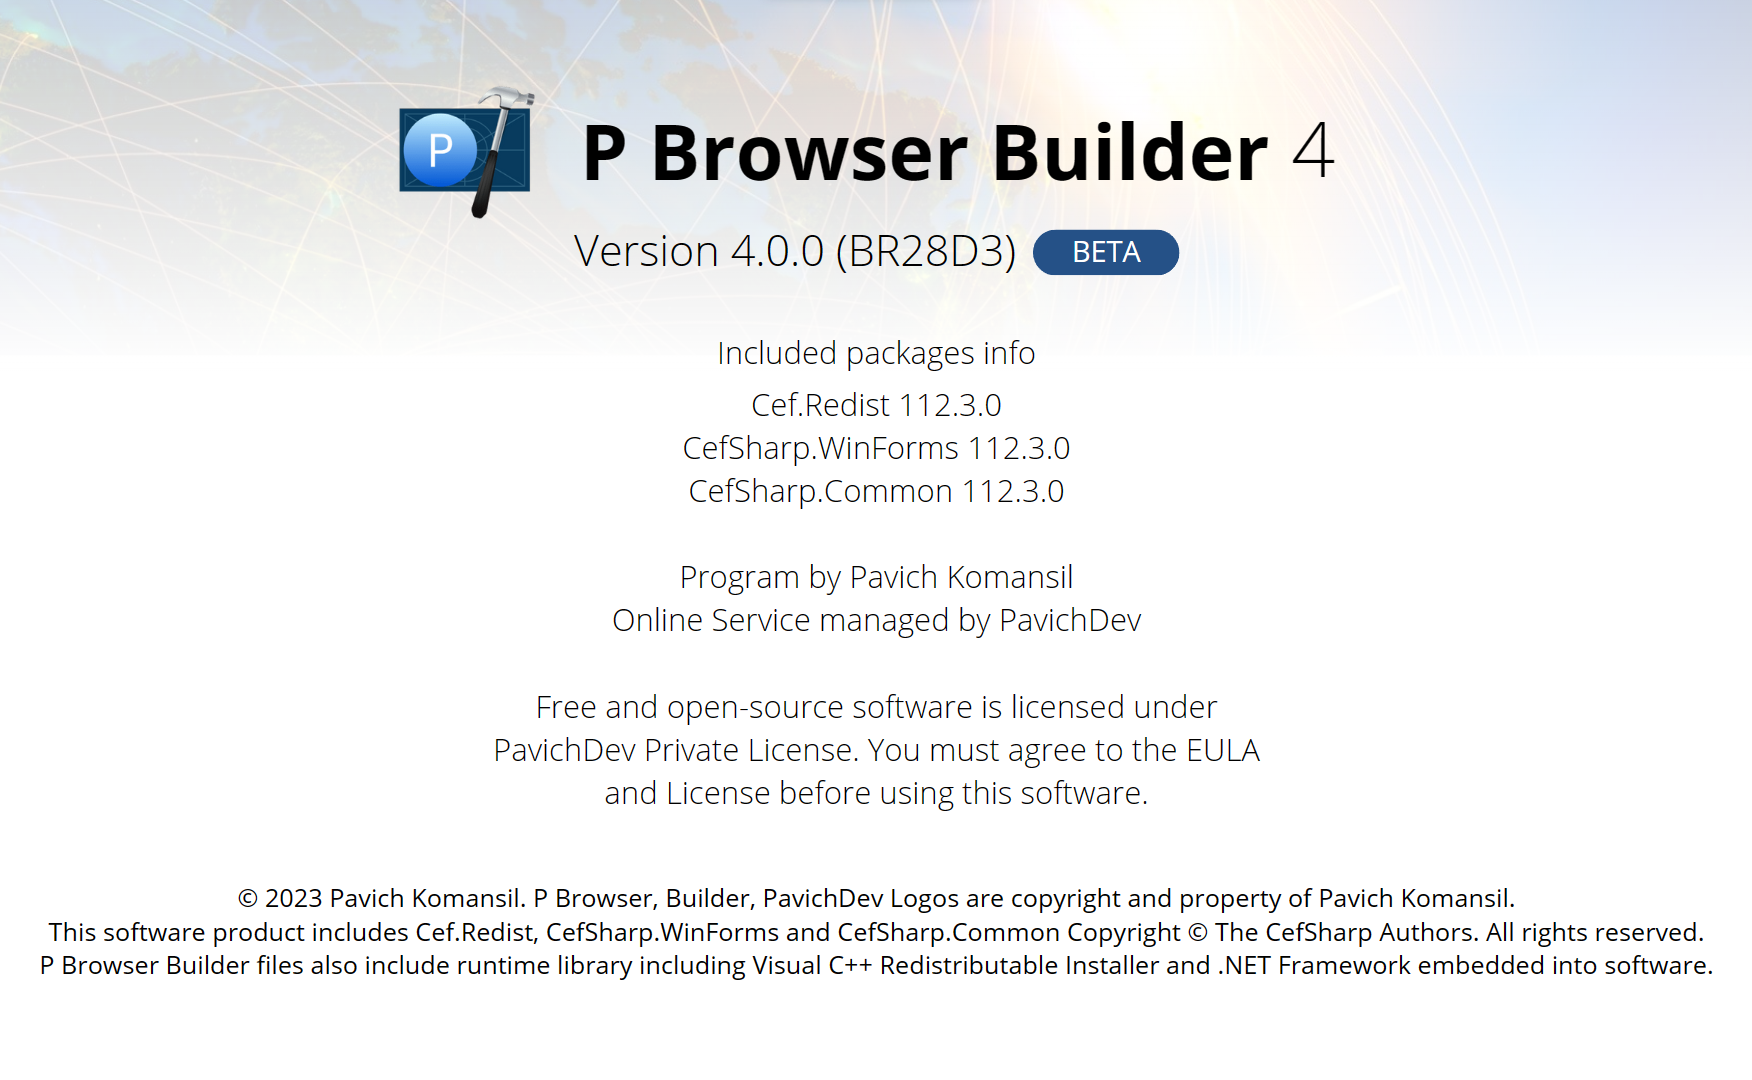 P
P Browser Builder 4
Version 4.0.0 (BR28D3) BETA
Included packages info
Cef.Redist 112.3.0
CefSharp.WinForms 112.3.0
CefSharp.Common 112.3.0
Program by Pavich Komansil
Online Service managed by PavichDev
Free and open-source software is licensed under
PavichDev Private License. You must agree to the EULA
and License before using this software.
© 2023 Pavich Komansil. P Browser, Builder, PavichDev Logos are copyright and property of Pavich Komansil.
This software product includes Cef.Redist, CefSharp.WinForms and CefSharp.Common Copyright © The CefSharp Authors. All rights reserved.
P Browser Builder files also include runtime library including Visual C++ Redistributable Installer and .NET Framework embedded into software.